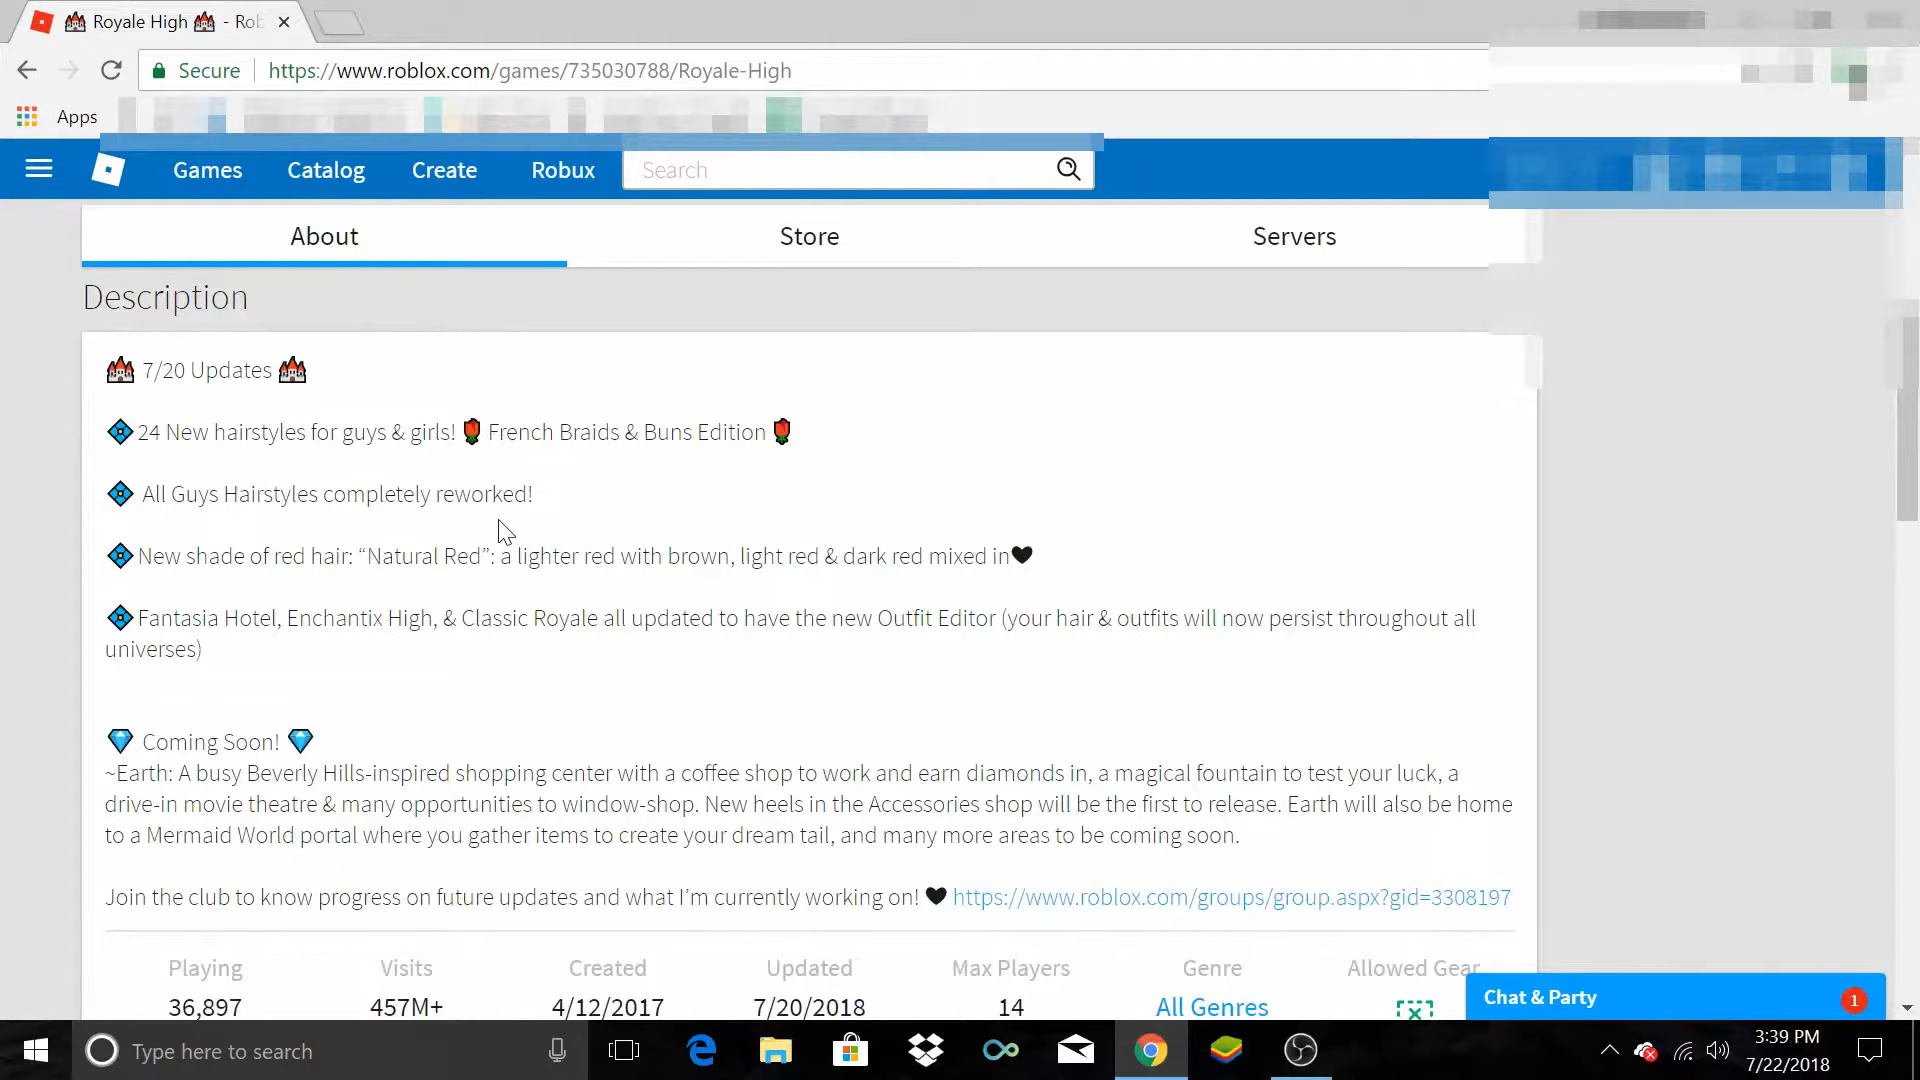 🏰 Royale High 🏰 - Rob
Secure https://www.roblox.com/games/735030788/Royale-High
Apps
Games Catalog Create Robux Search
About Store Servers
Description
🏰 7/20 Updates 🏰
💠24 New hairstyles for guys & girls!🌹French Braids & Buns Edition🌹
💠 All Guys Hairstyles completely reworked!
💠New shade of red hair: “Natural Red”: a lighter red with brown, light red & dark red mixed in🖤
💠Fantasia Hotel, Enchantix High, & Classic Royale all updated to have the new Outfit Editor (your hair & outfits will now persist throughout all
universes)
💎 Coming Soon! 💎
~Earth: A busy Beverly Hills-inspired shopping center with a coffee shop to work and earn diamonds in, a magical fountain to test your luck, a
drive-in movie theatre & many opportunities to window-shop. New heels in the Accessories shop will be the first to release. Earth will also be home
to a Mermaid World portal where you gather items to create your dream tail, and many more areas to be coming soon.
Join the club to know progress on future updates and what I’m currently working on! 🖤 https://www.roblox.com/groups/group.aspx?gid=3308197
Playing Visits Created Updated Max Players Genre Allowed Gear
36,897 457M+ 4/12/2017 7/20/2018 14 All Genres
Chat & Party 1
Type here to search
3:39 PM
7/22/2018